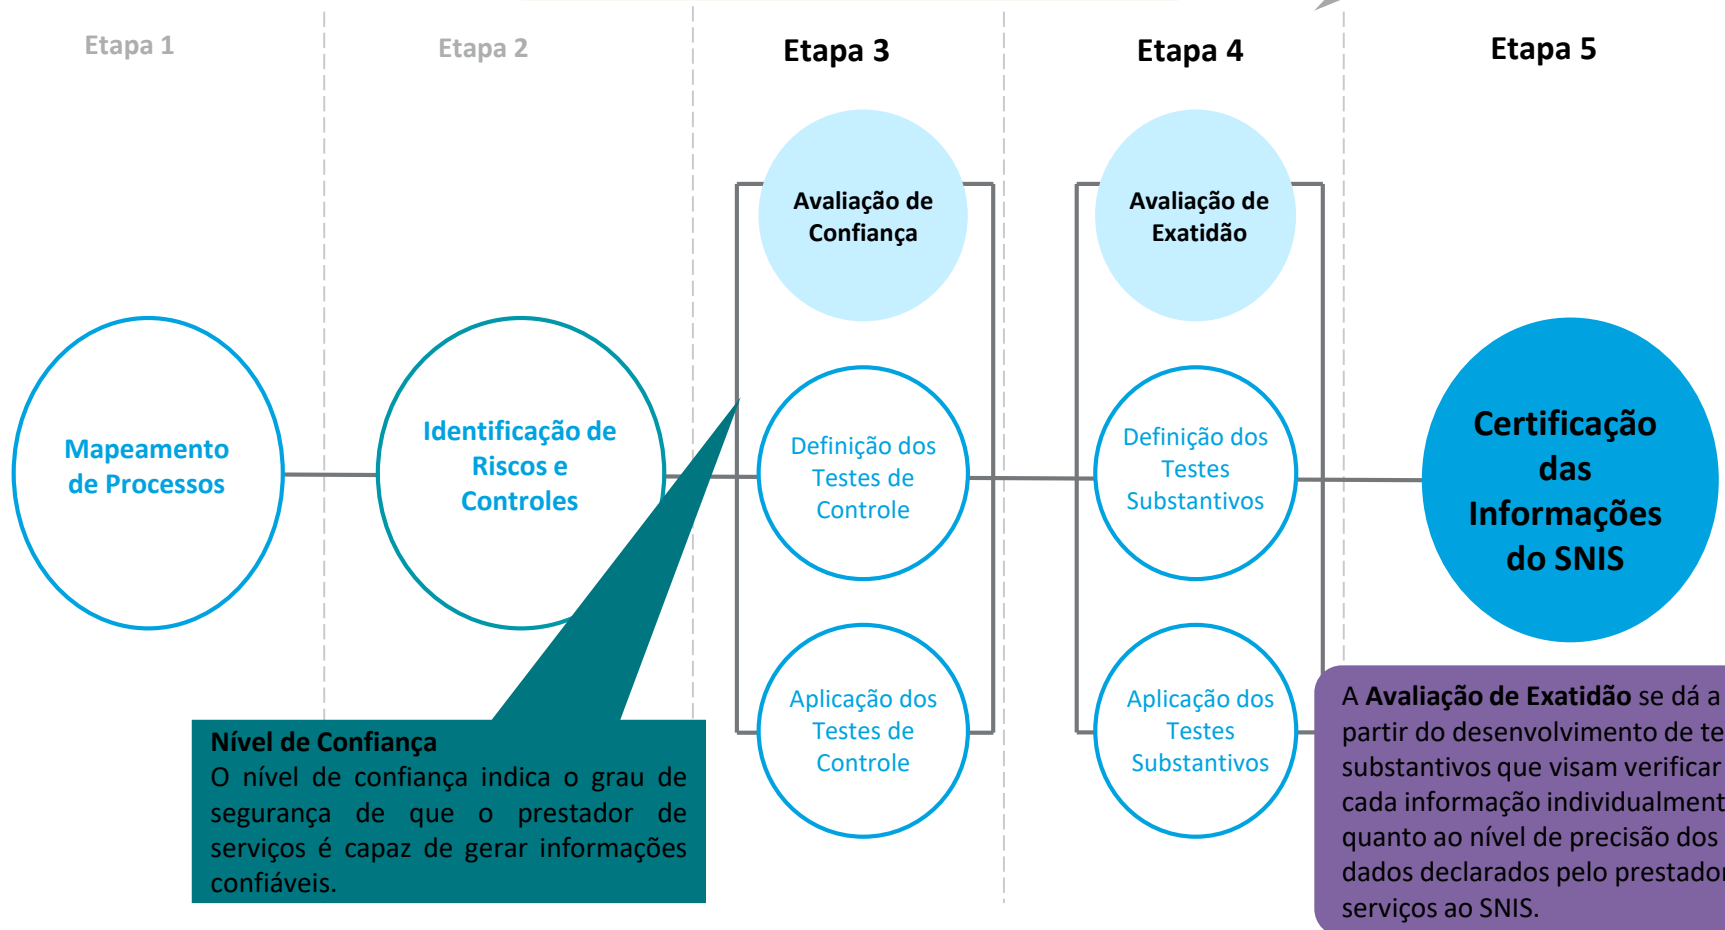 Etapa 1
Etapa 2
Etapa 3
Etapa 4
Etapa 5
Mapeamento
de Processos
Identificação de
Riscos e
Controles
Avaliação de
Confiança
Definição dos
Testes de
Controle
Aplicação dos
Testes de
Controle
Avaliação de
Exatidão
Definição dos
Testes
Substantivos
Aplicação dos
Testes
Substantivos
Certificação
das
Informações
do SNIS
Nível de Confiança
O nível de confiança indica o grau de
segurança de que o prestador de
serviços é capaz de gerar informações
confiáveis.
A Avaliação de Exatidão se dá a
partir do desenvolvimento de te
substantivos que visam verificar
cada informação individualment
quanto ao nível de precisão dos
dados declarados pelo prestador
serviços ao SNIS.